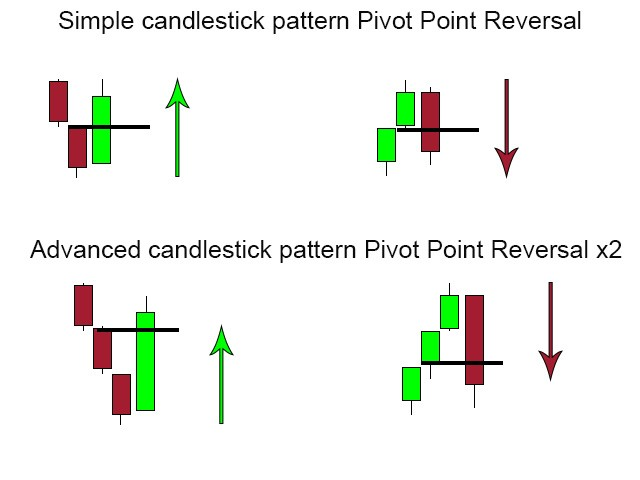 Simple candlestick pattern Pivot Point Reversal
Advanced candlestick pattern Pivot Point Reversal x2